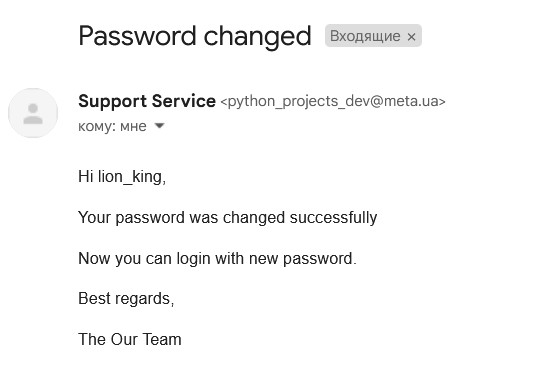 Password changed Входящие ×
Support Service <python_projects_dev@meta.ua>
кому: мне
Hi lion_king,
Your password was changed successfully
Now you can login with new password.
Best regards,
The Our Team